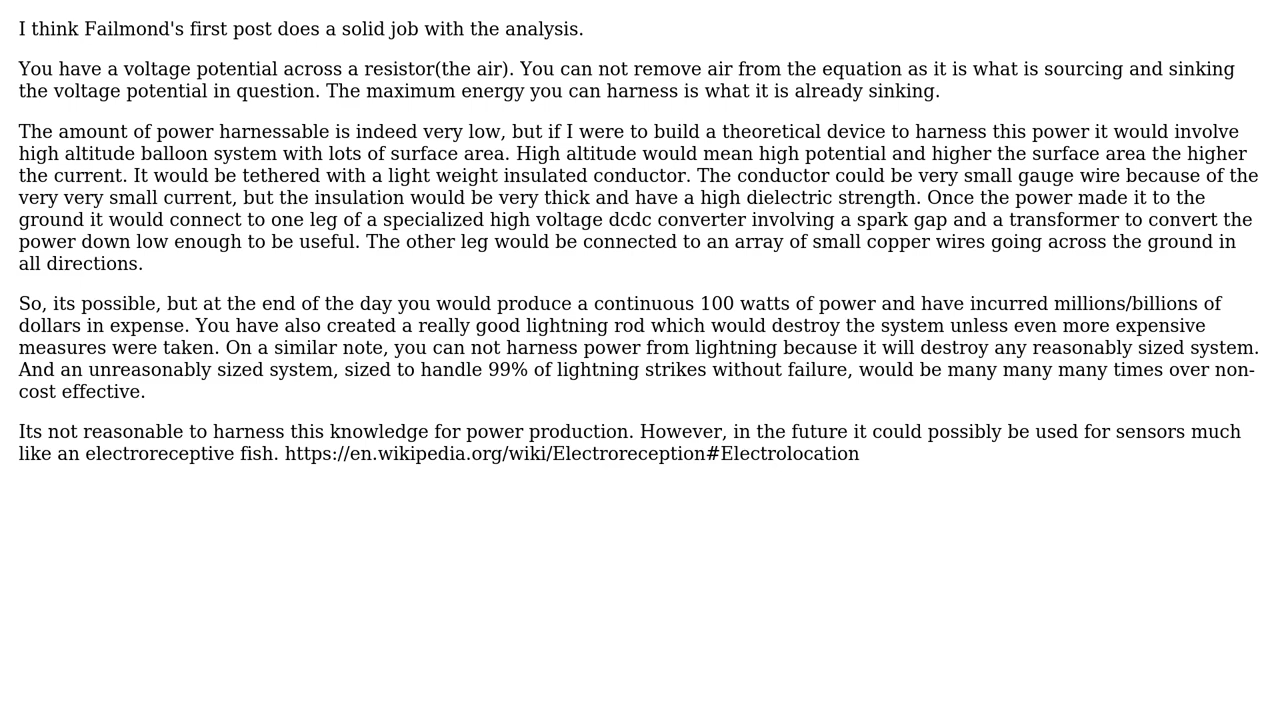 I think Failmond's first post does a solid job with the analysis.
You have a voltage potential across a resistor(the air). You can not remove air from the equation as it is what is sourcing and sinking
the voltage potential in question. The maximum energy you can harness is what it is already sinking.
The amount of power harnessable is indeed very low, but if I were to build a theoretical device to harness this power it would involve
high altitude balloon system with lots of surface area. High altitude would mean high potential and higher the surface area the higher
the current. It would be tethered with a light weight insulated conductor. The conductor could be very small gauge wire because of the
very very small current, but the insulation would be very thick and have a high dielectric strength. Once the power made it to the
ground it would connect to one leg of a specialized high voltage dcdc converter involving a spark gap and a transformer to convert the
power down low enough to be useful. The other leg would be connected to an array of small copper wires going across the ground in
all directions.
So, its possible, but at the end of the day you would produce a continuous 100 watts of power and have incurred millions/billions of
dollars in expense. You have also created a really good lightning rod which would destroy the system unless even more expensive
measures were taken. On a similar note, you can not harness power from lightning because it will destroy any reasonably sized system.
And an unreasonably sized system, sized to handle 99% of lightning strikes without failure, would be many many many times over non-
cost effective.
Its not reasonable to harness this knowledge for power production. However, in the future it could possibly be used for sensors much
like an electroreceptive fish. https://en.wikipedia.org/wiki/Electroreception#Electrolocation